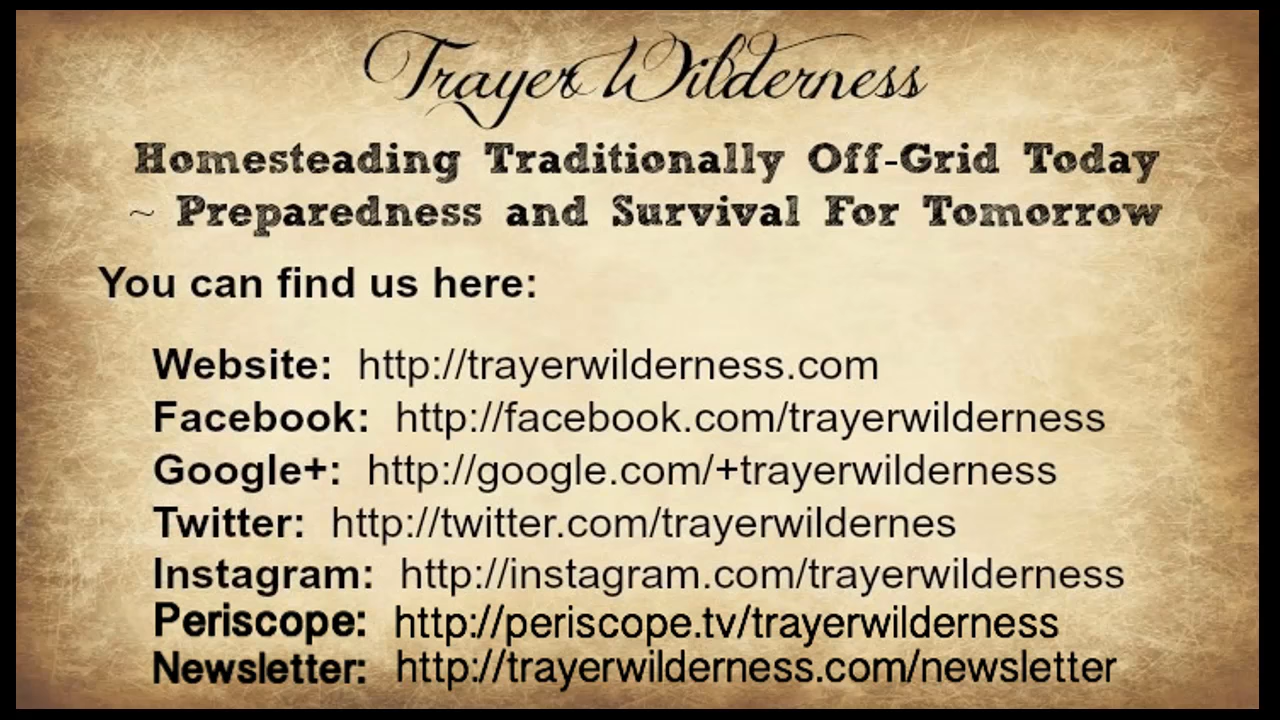 Trayer Wilderness
Homesteading Traditionally Off-Grid Today
~ Preparedness and Survival For Tomorrow
You can find us here:
Website: http://trayerwilderness.com
Facebook: http://facebook.com/trayerwilderness
Google+: http://google.com/+trayerwilderness
Twitter: http://twitter.com/trayerwildernes
Instagram: http://instagram.com/trayerwilderness
Periscope: http://periscope.tv/trayerwilderness
Newsletter: http://trayerwilderness.com/newsletter